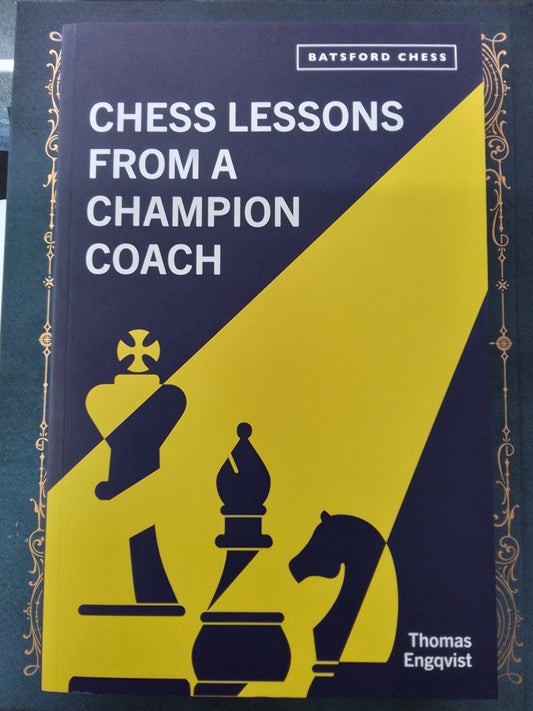 BATSFORD CHESS
CHESS LESSONS
FROM A
CHAMPION
COACH
Thomas
Engqvist